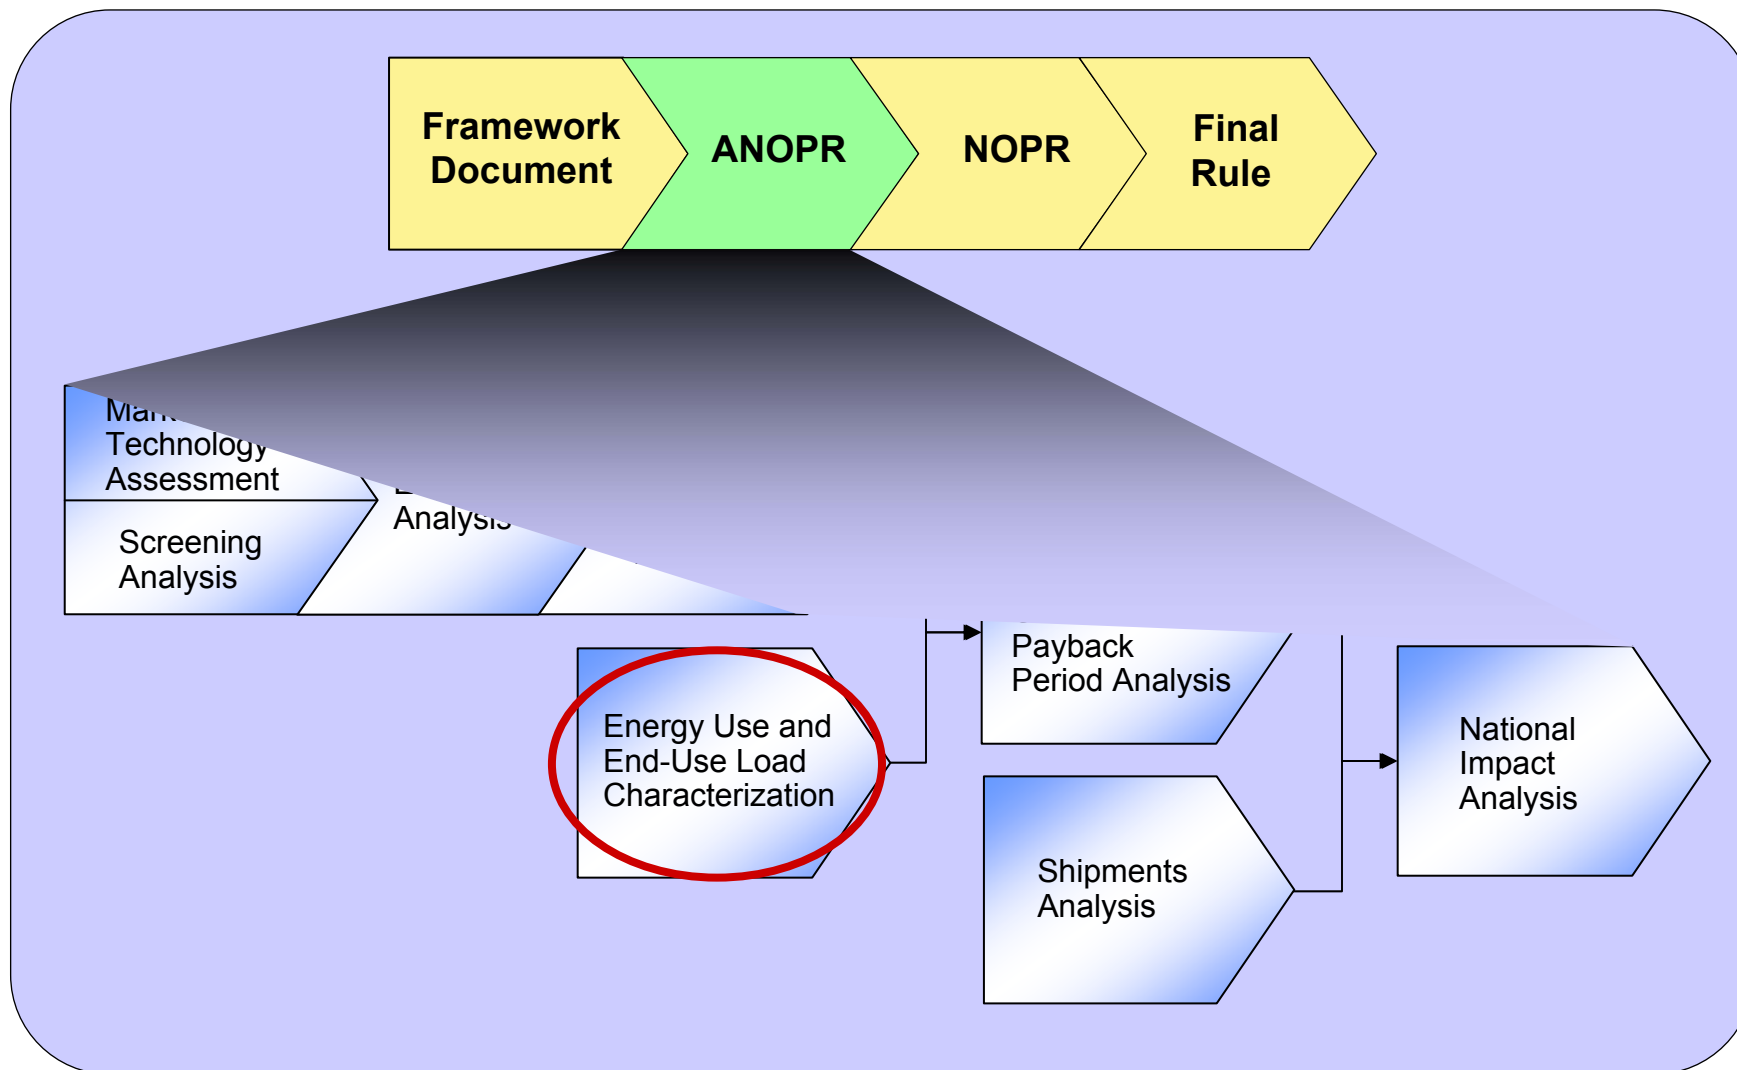 Framework
Document
ANOPR
NOPR
Final
Rule
Technology
Assessment
Screening
Analysis
Analysis
Energy Use and
End-Use Load
Characterization
Payback
Period Analysis
Shipments
Analysis
National
Impact
Analysis